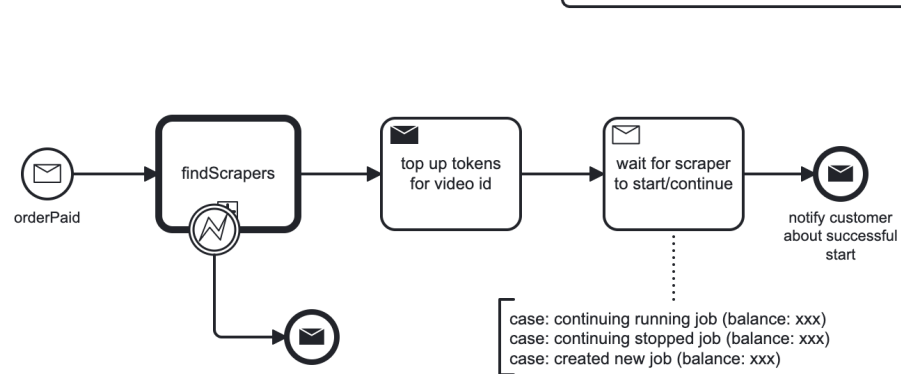 findScrapers
top up tokens
for video id
wait for scraper
to start/continue
orderPaid
notify customer
about successful
start
case: continuing running job (balance: xxx)
case: continuing stopped job (balance: xxx)
case: created new job (balance: xxx)